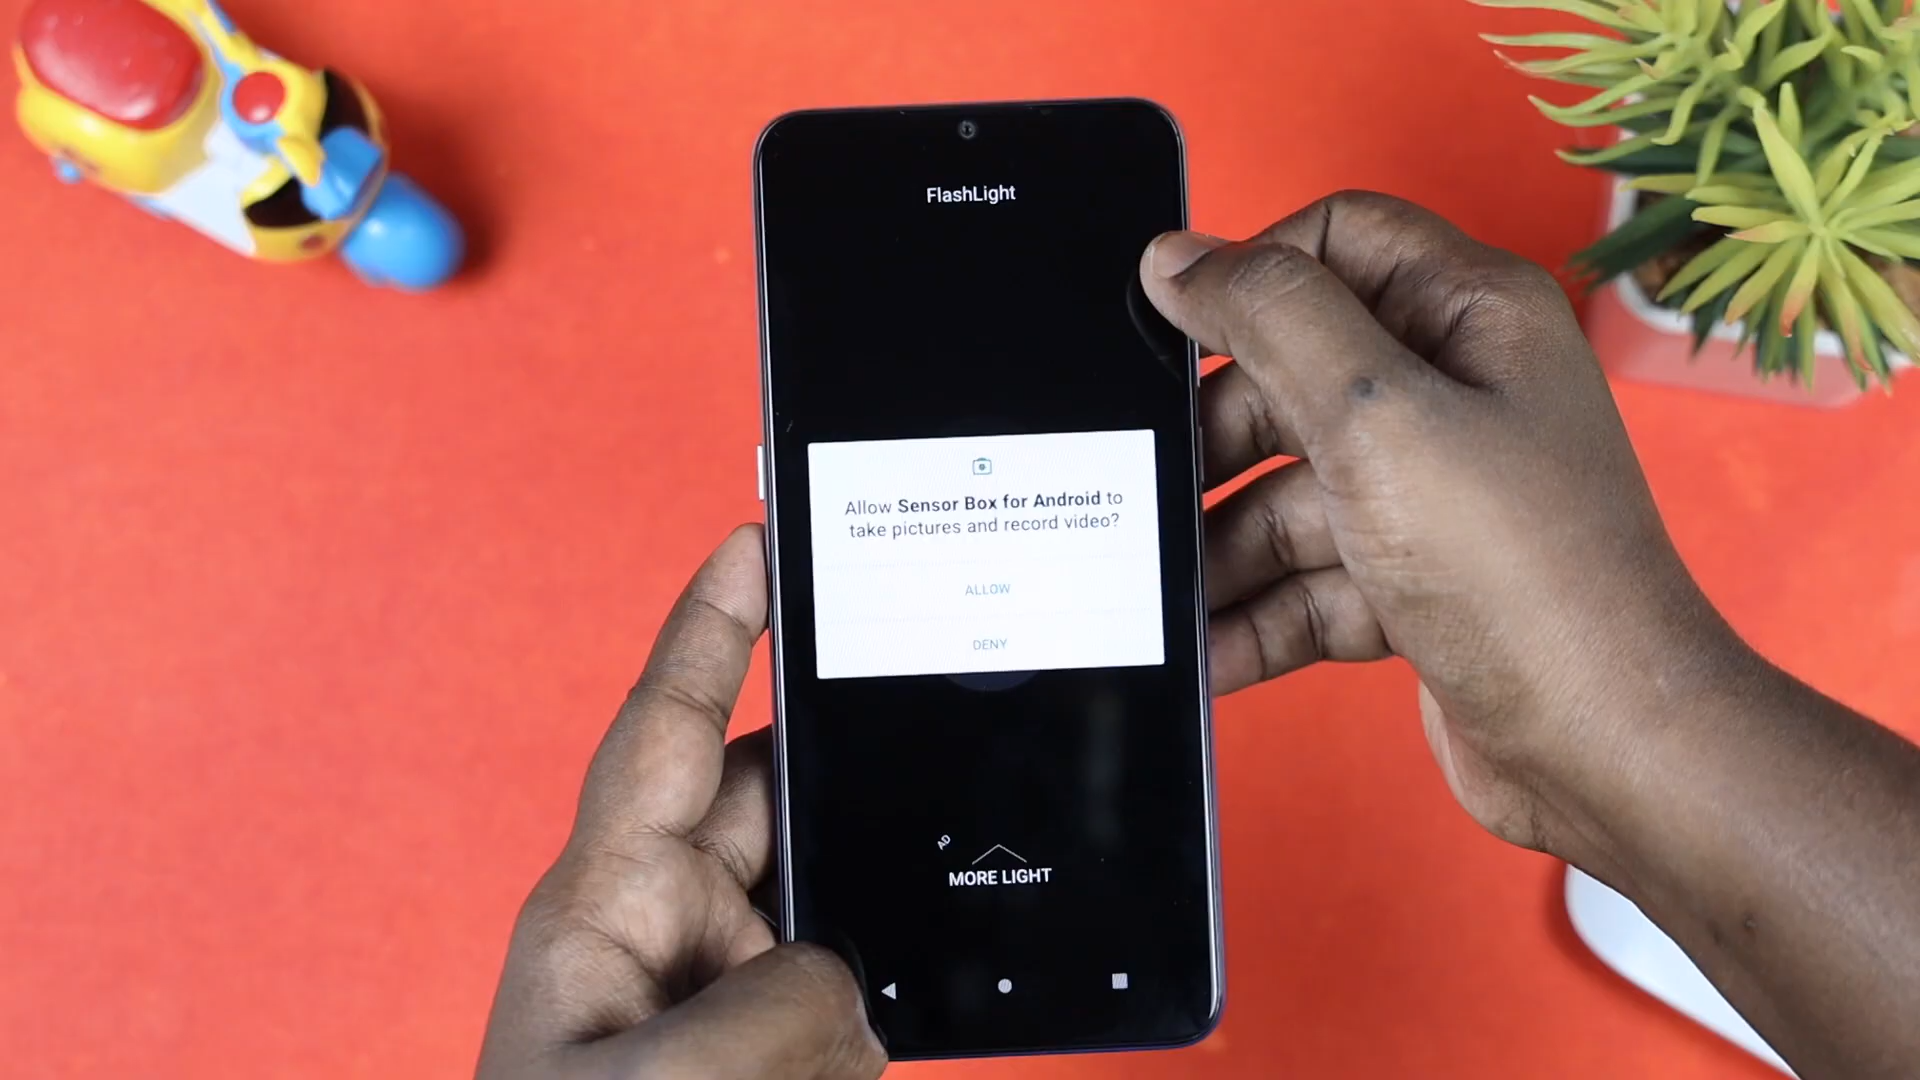 FlashLight
Allow Sensor Box for Android to
take pictures and record video?
ALLOW
DENY
AD
MORE LIGHT